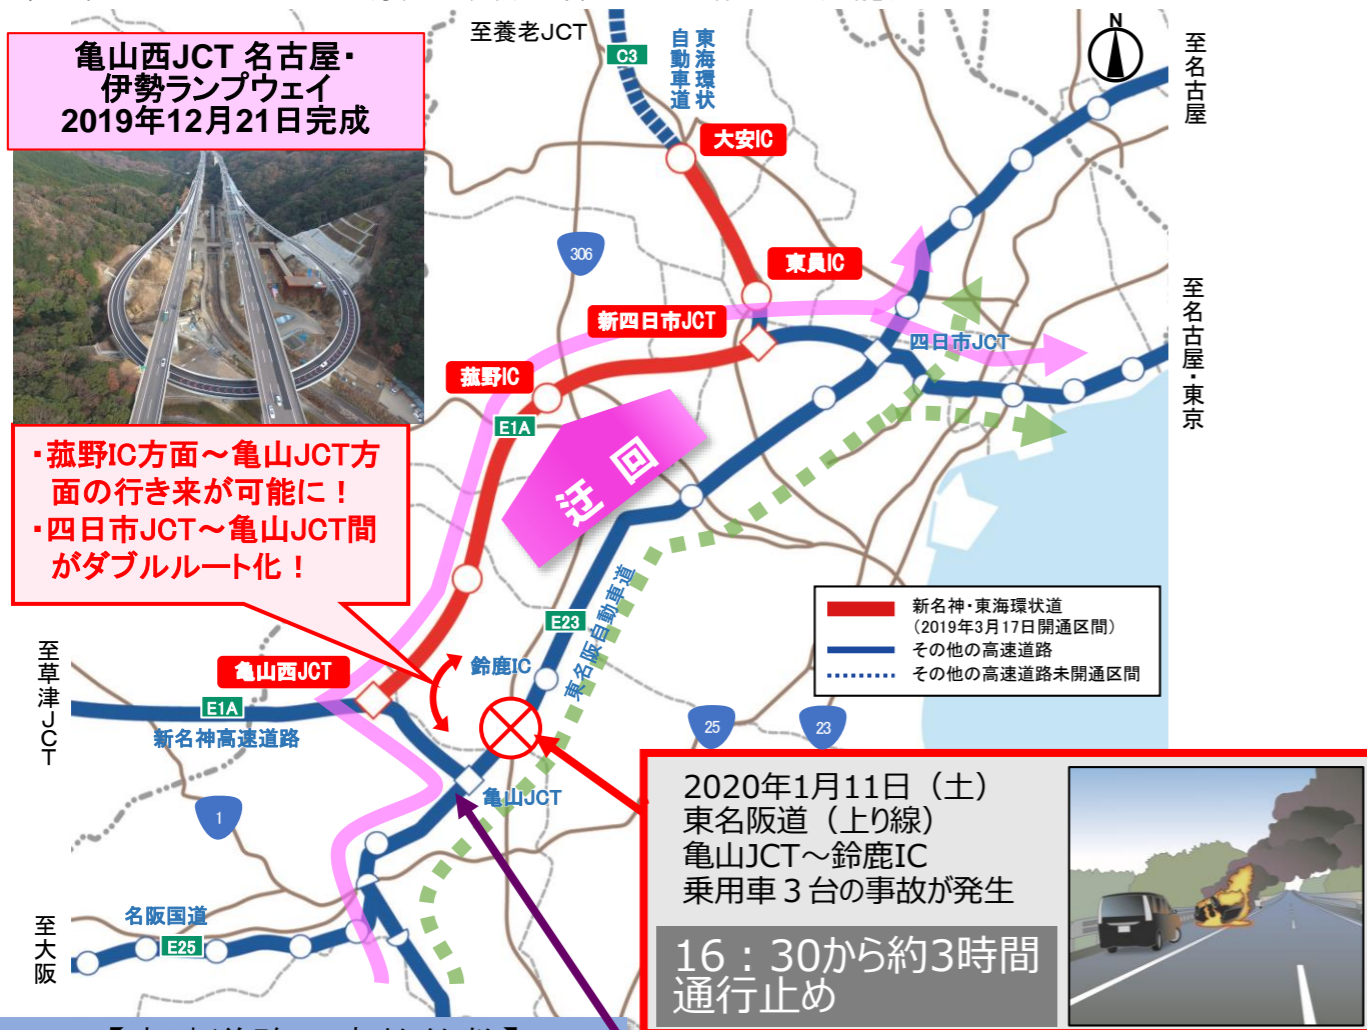 亀山西JCT 名古屋・
伊勢ランプウェイ
2019年12月21日完成
至養老JCT
C3
東海環状
自動車道
N
至名古屋
大安IC
306
東員IC
新四日市JCT
四日市JCT
至名古屋・東京
菰野IC
E1A
迂回
・菰野IC方面～亀山JCT方
面の行き来が可能に！
・四日市JCT～亀山JCT間
がダブルルート化！
新名神・東海環状道
（2019年3月17日開通区間）
その他の高速道路
その他の高速道路未開通区間
E23
東名阪自動車道
鈴鹿IC
亀山西JCT
至草津JCT
E1A
新名神高速道路
25
23
1
亀山JCT
2020年1月11日（土）
東名阪道（上り線）
亀山JCT～鈴鹿IC
乗用車３台の事故が発生
16：30から約3時間
通行止め
名阪国道
E25
至大阪